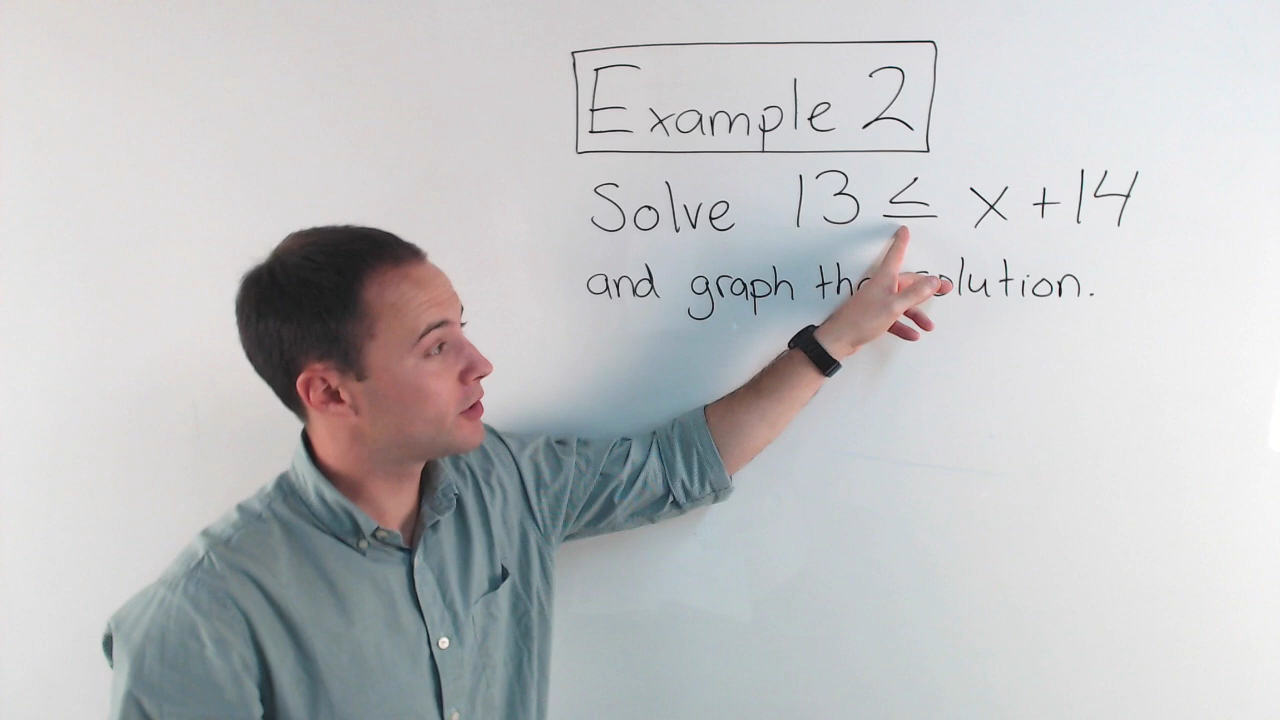 Example 2
Solve 13 ≤ x + 14
and graph the solution.